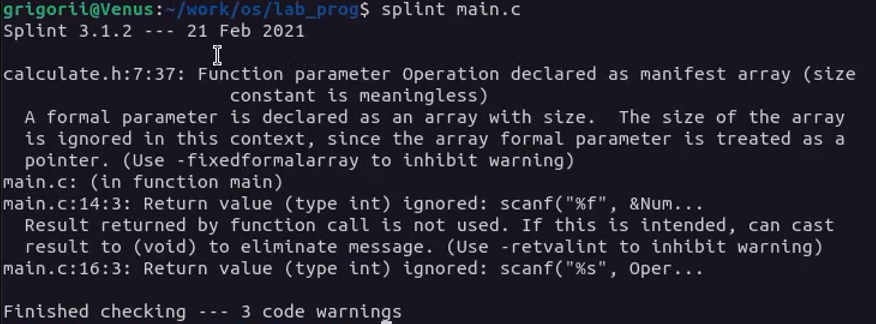 grigorii@Venus:~/work/os/lab_prog$ splint main.c
Splint 3.1.2 --- 21 Feb 2021

calculate.h:7:37: Function parameter Operation declared as manifest array (size
                     constant is meaningless)
  A formal parameter is declared as an array with size.  The size of the array
  is ignored in this context, since the array formal parameter is treated as a
  pointer. (Use -fixedformalarray to inhibit warning)
main.c: (in function main)
main.c:14:3: Return value (type int) ignored: scanf("%f", &Num...
  Result returned by function call is not used. If this is intended, can cast
  result to (void) to eliminate message. (Use -retvalint to inhibit warning)
main.c:16:3: Return value (type int) ignored: scanf("%s", Oper...

Finished checking --- 3 code warnings